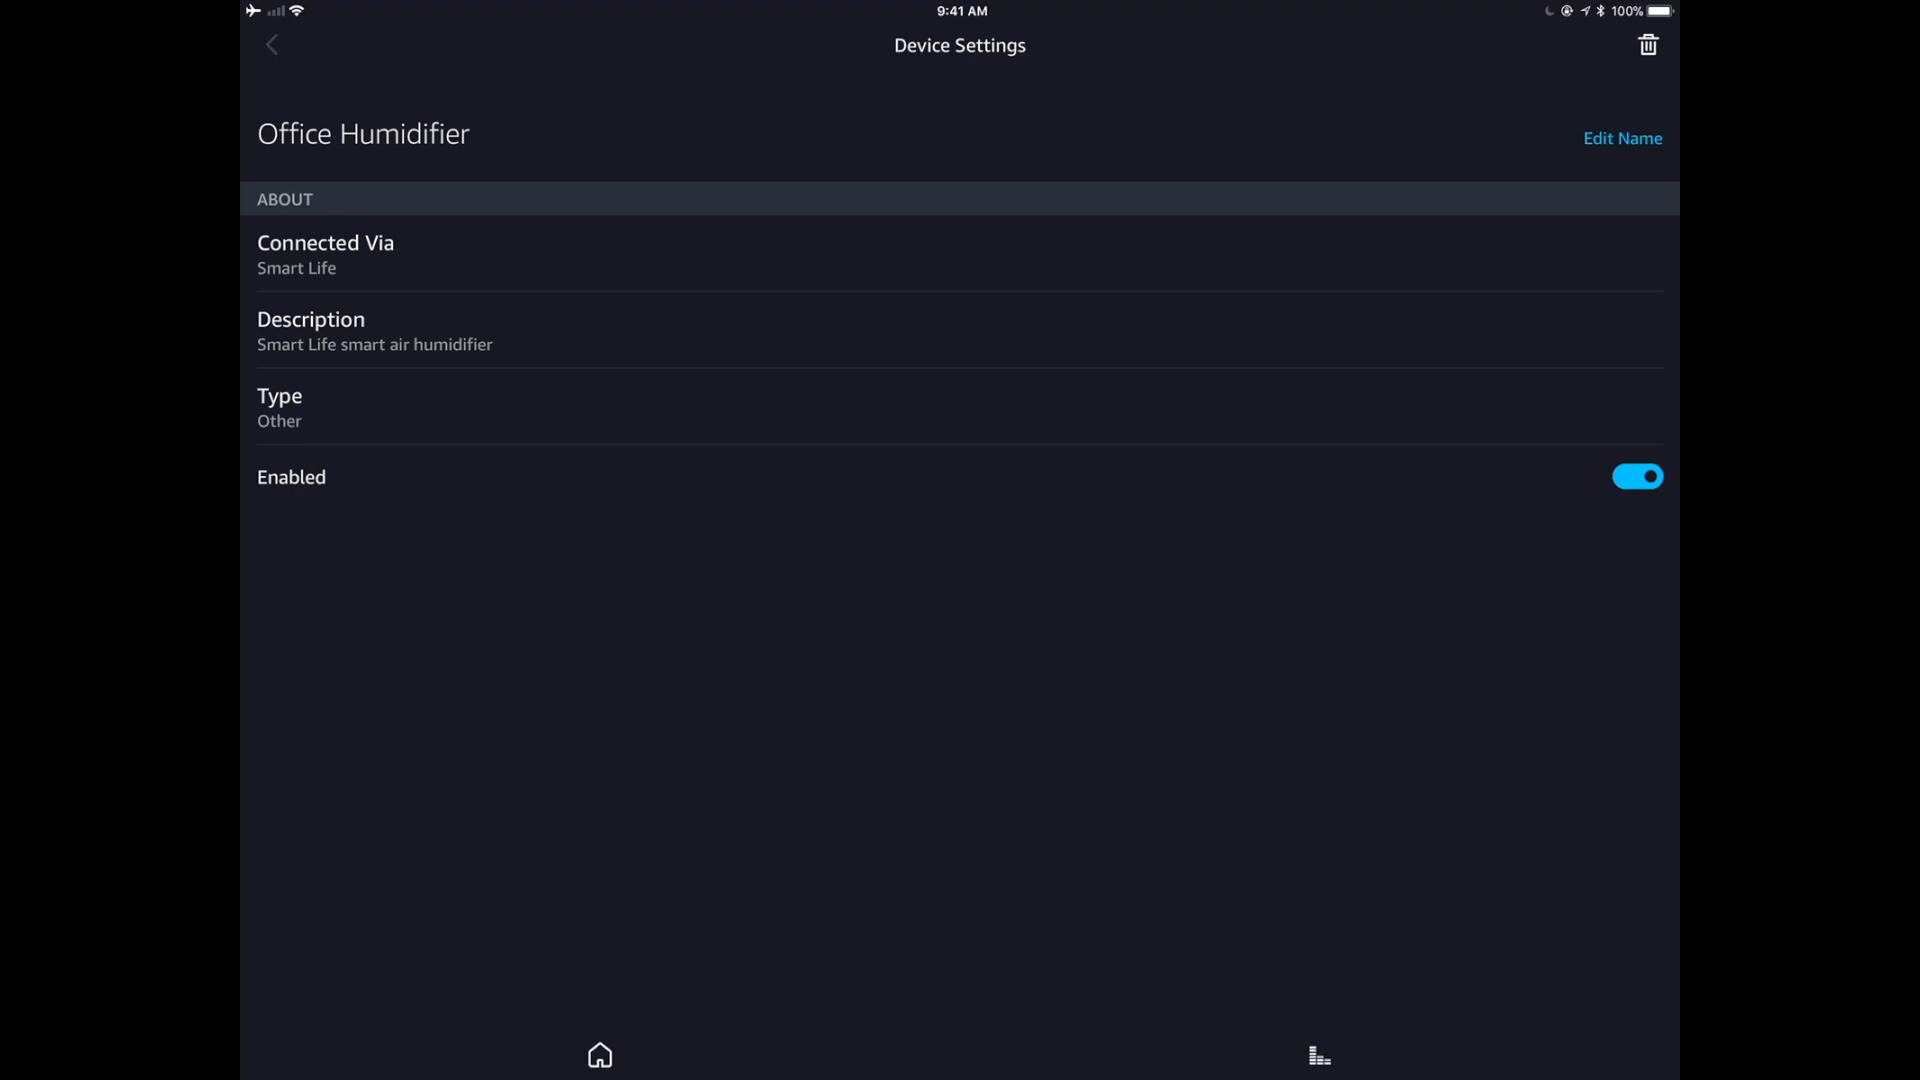 9:41 AM
100%
Device Settings
Office Humidifier
Edit Name
ABOUT
Connected Via
Smart Life
Description
Smart Life smart air humidifier
Type
Other
Enabled